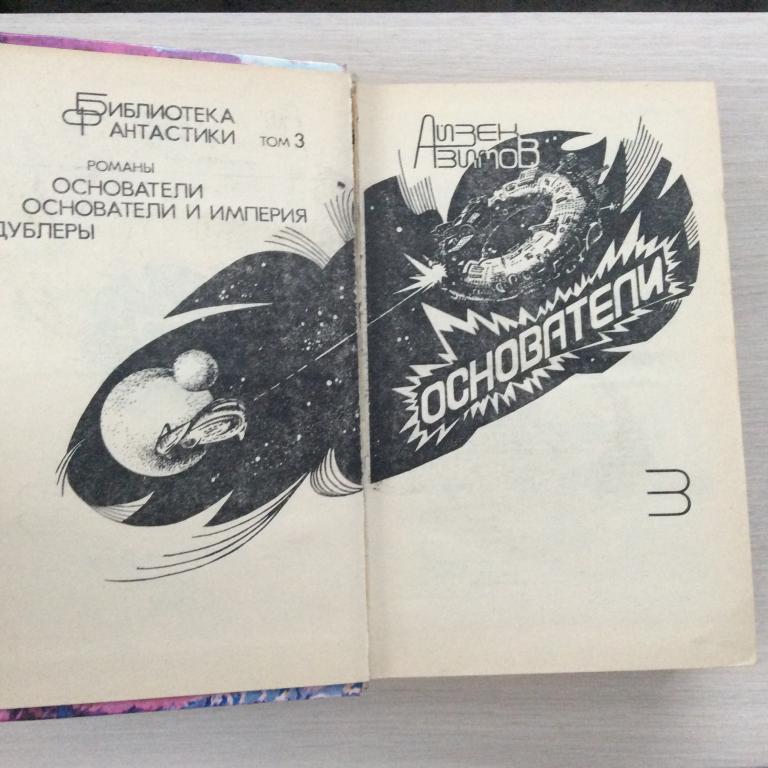 БИБЛИОТЕКА
ФАНТАСТИКИ ТОМ 3
РОМАНЫ
ОСНОВАТЕЛИ
ОСНОВАТЕЛИ И ИМПЕРИЯ
ДУБЛЕРЫ
АЙЗЕК
АЗИМОВ
ОСНОВАТЕЛИ
3